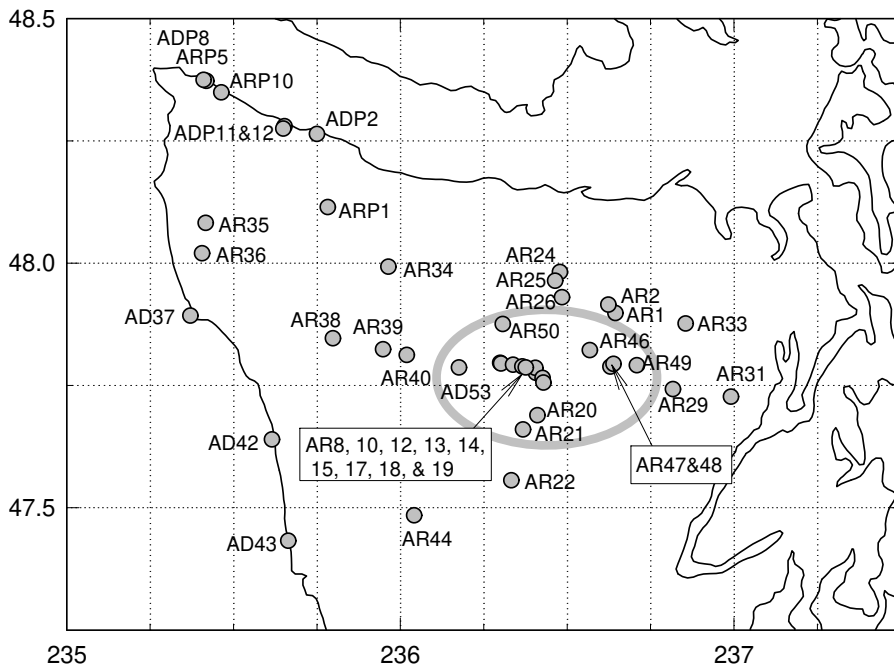 48.5
ADP8
ARP5
ARP10
ADP11&12
ADP2
ARP1
AR35
AR36
48.0
AR34
AR24
AR25
AR26
AR2
AR1
AD37
AR38
AR39
AR50
AR46
AR33
AR40
AD53
AR49
AR31
AR29
AR20
AR21
AD42
AR8, 10, 12, 13, 14,
15, 17, 18, & 19
AR47&48
AR22
47.5
AD43
AR44
235
236
237